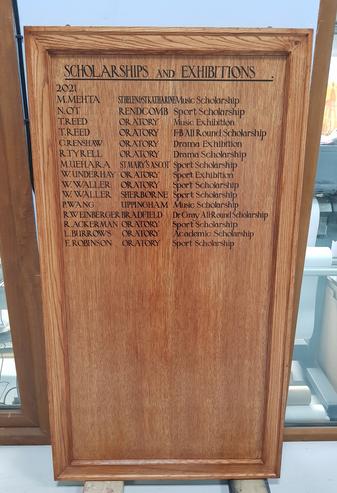 SCHOLARSHIPS AND EXHIBITIONS
2021
M.MEHTA ST HELEN&ST KATHARINE Music Scholarship
N.OT RENDCOMB Sport Scholarship
T.REED ORATORY Music Exhibition
T.REED ORATORY FB All Round Scholarship
C.RENSHAW ORATORY Drama Exhibition
R.TYRELL ORATORY Drama Scholarship
M.UEHARA ST MARY'S ASCOT Sport Scholarship
W.UNDERHAY ORATORY Sport Exhibition
W. WALLER ORATORY Sport Scholarship
W. WALLER SHERBORNE Sport Scholarship
P.WANG UPPINGHAM Music Scholarship
R.WEINBERGER BRADFIELD Dr Gray All Round Scholarship
R.ACKERMAN ORATORY Sport Scholarship
L.BURROWS ORATORY Academic Scholarship
F. ROBINSON ORATORY Sport Scholarship